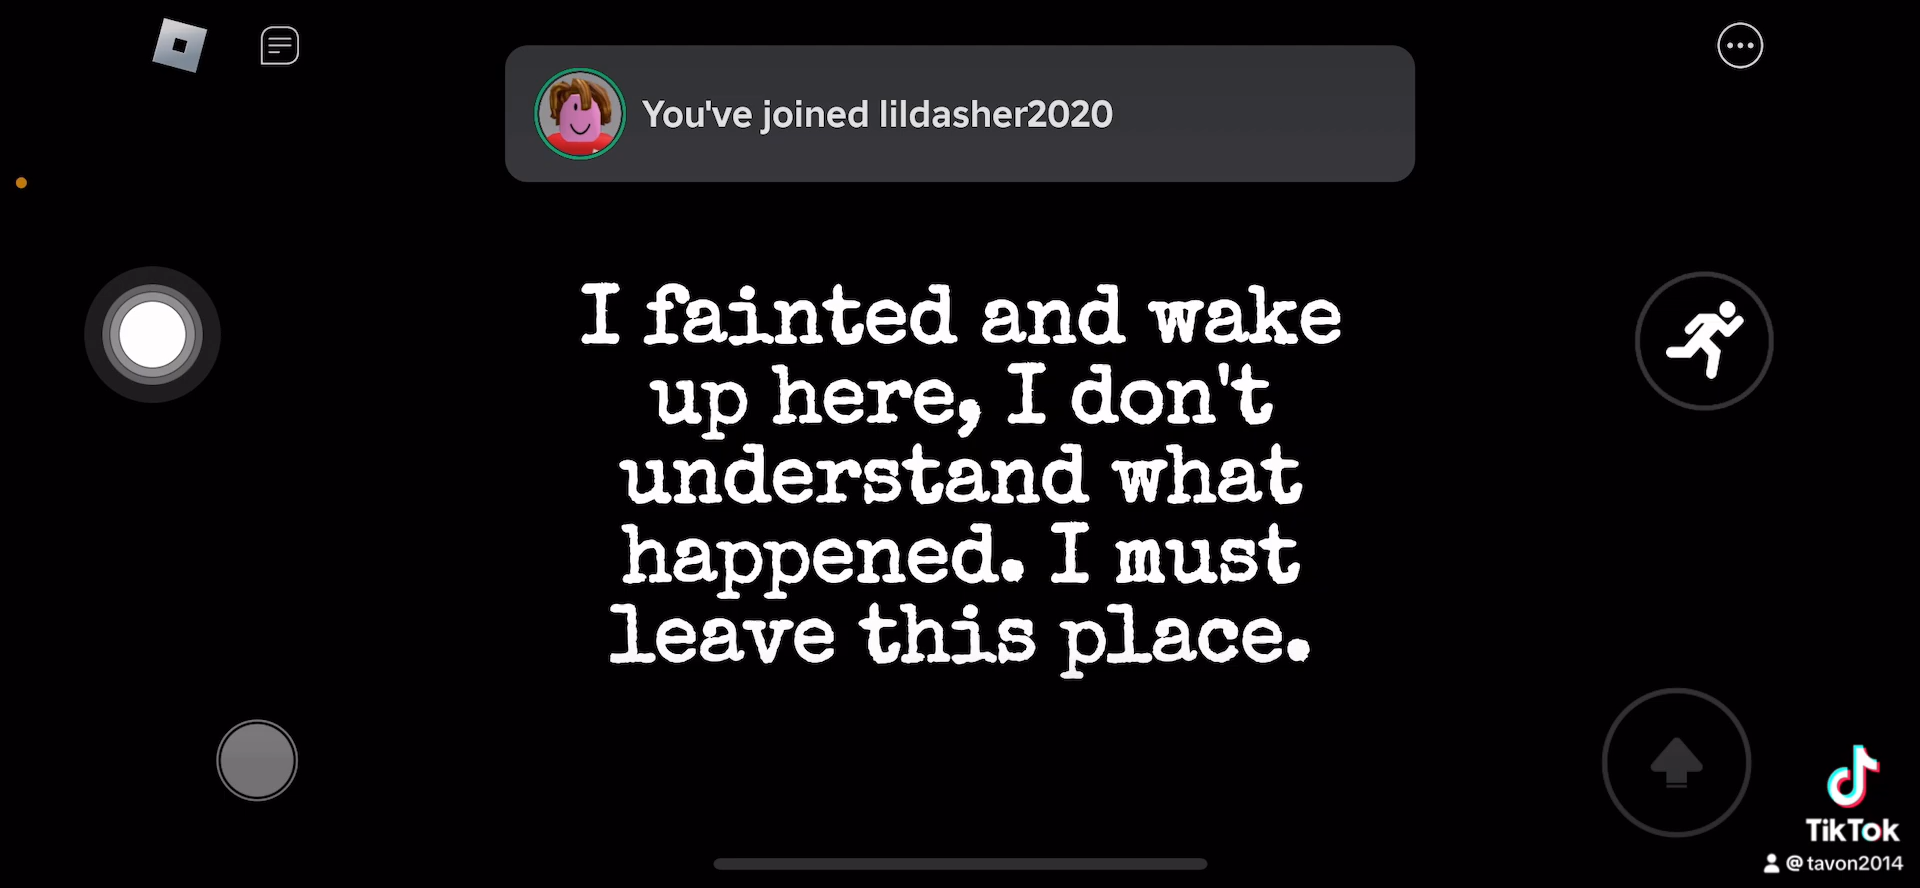 You've joined lildasher2020
I fainted and wake
up here, I don't
understand what
happened. I must
leave this place.
TikTok
@tavon2014